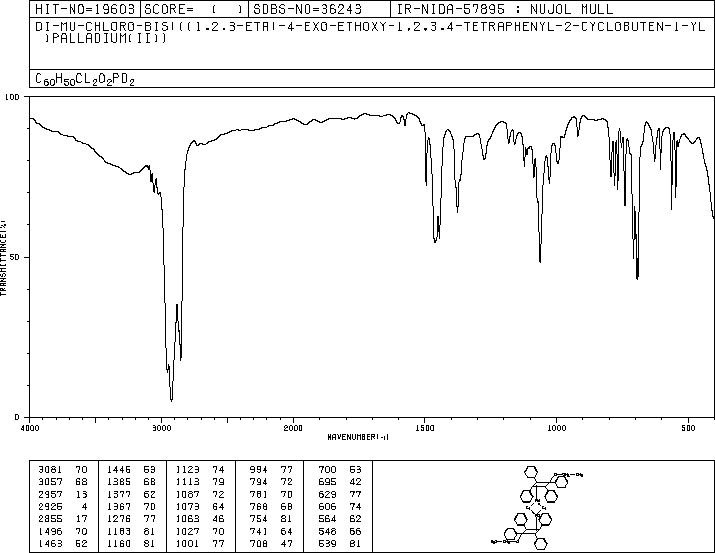 HIT-NO=19603 SCORE= ( ) SDBS-NO=36243 IR-NIDA-57895 : NUJOL MULL
DI-MU-CHLORO-BIS(((1,2,3-ETA)-4-EXO-ETHOXY-1,2,3,4-TETRAPHENYL-2-CYCLOBUTEN-1-YL
)PALLADIUM(II))
C60H50CL2O2PD2
100
50
0
TRANSMITTANCE(%)
4000 3000 2000 1500 1000 500
WAVENUMBER(-1)
3081 70 1446 59 1123 74 994 77 700 53
3057 68 1385 68 1113 79 794 72 695 42
2957 13 1377 62 1087 72 781 70 629 77
2925 4 1367 70 1073 64 768 68 606 74
2855 17 1276 77 1063 46 754 81 564 62
1496 70 1183 81 1027 70 741 64 548 66
1463 52 1160 81 1001 77 708 47 539 81